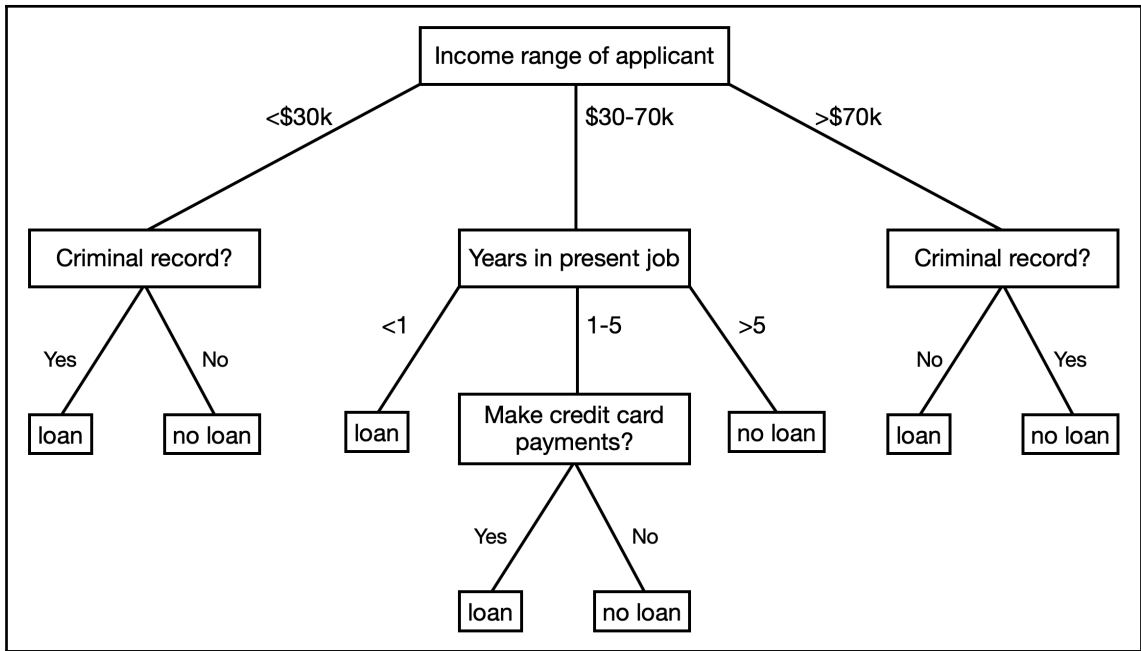 Income range of applicant
<$30k
$30-70k
>$70k
Criminal record?
Years in present job
Criminal record?
<1
1-5
>5
Yes
No
No
Yes
loan
no loan
loan
Make credit card
payments?
no loan
loan
no loan
Yes
No
loan
no loan